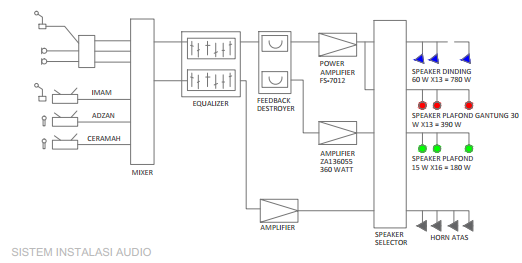 IMAM
ADZAN
CERAMAH
MIXER
EQUALIZER
FEEDBACK
DESTROYER
POWER
AMPLIFIER
FS-7012
AMPLIFIER
ZA136055
360 WATT
AMPLIFIER
SPEAKER
SELECTOR
SPEAKER DINDING
60 W X13 = 780 W
SPEAKER PLAFOND GANTUNG 30
W X13 = 390 W
SPEAKER PLAFOND
15 W X16 = 180 W
HORN ATAS
SISTEM INSTALASI AUDIO